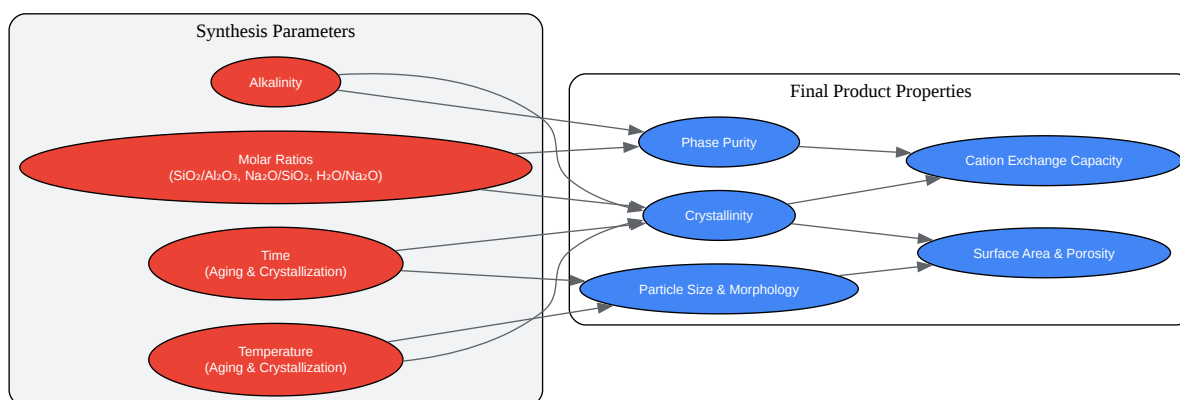 Synthesis Parameters
Alkalinity
Molar Ratios
(SiO₂/Al₂O₃, Na₂O/SiO₂, H₂O/Na₂O)
Time
(Aging & Crystallization)
Temperature
(Aging & Crystallization)
Final Product Properties
Phase Purity
Crystallinity
Particle Size & Morphology
Cation Exchange Capacity
Surface Area & Porosity